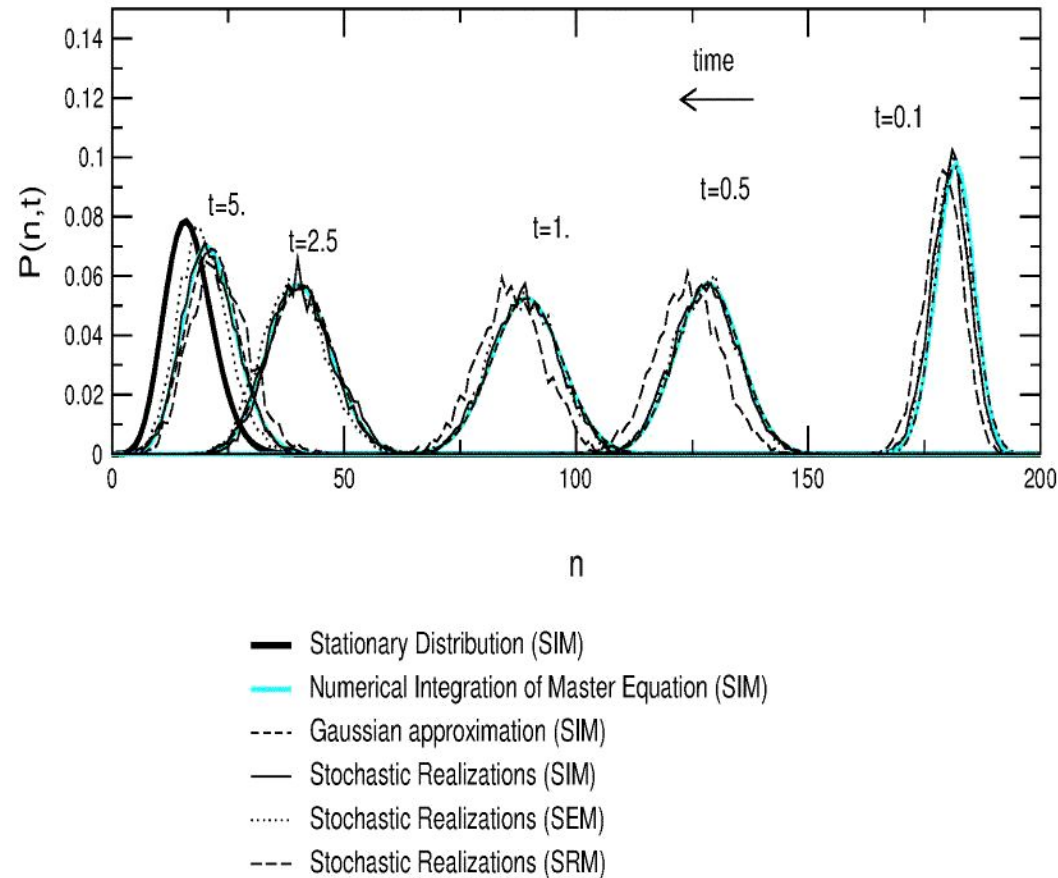 0.14
0.12
time
0.1
t=0.1
0.08
t=5.
t=0.5
t=2.5
t=1.
P(n,t)
0.06
0.04
0.02
0
0 50 100 150 200
n
Stationary Distribution (SIM)
Numerical Integration of Master Equation (SIM)
Gaussian approximation (SIM)
Stochastic Realizations (SIM)
Stochastic Realizations (SEM)
Stochastic Realizations (SRM)